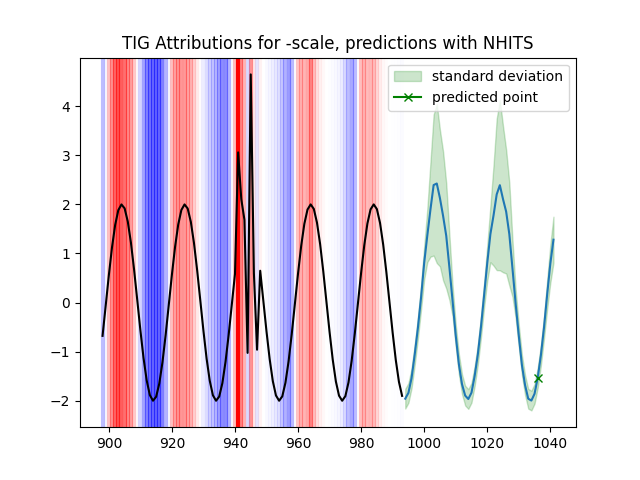 TIG Attributions for -scale, predictions with NHITS
standard deviation
predicted point
4
3
2
1
0
−1
−2
900 920 940 960 980 1000 1020 1040